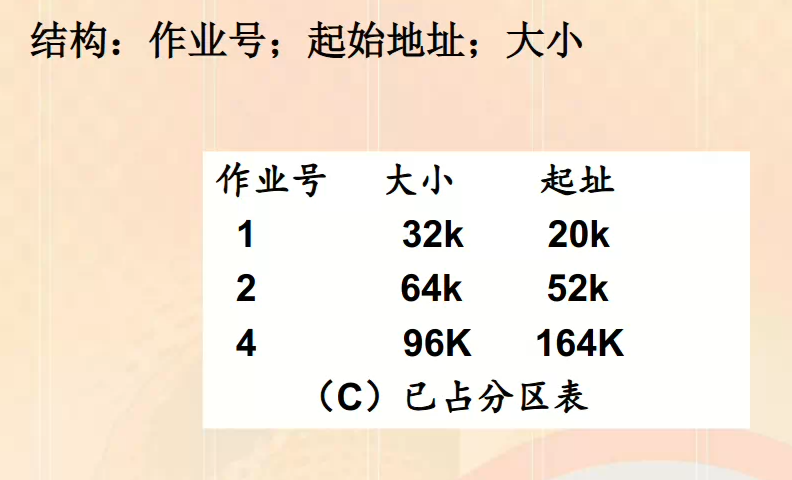 结构：作业号；起始地址；大小
作业号 大小 起址
1 32k 20k
2 64k 52k
4 96K 164K
（C）已占分区表